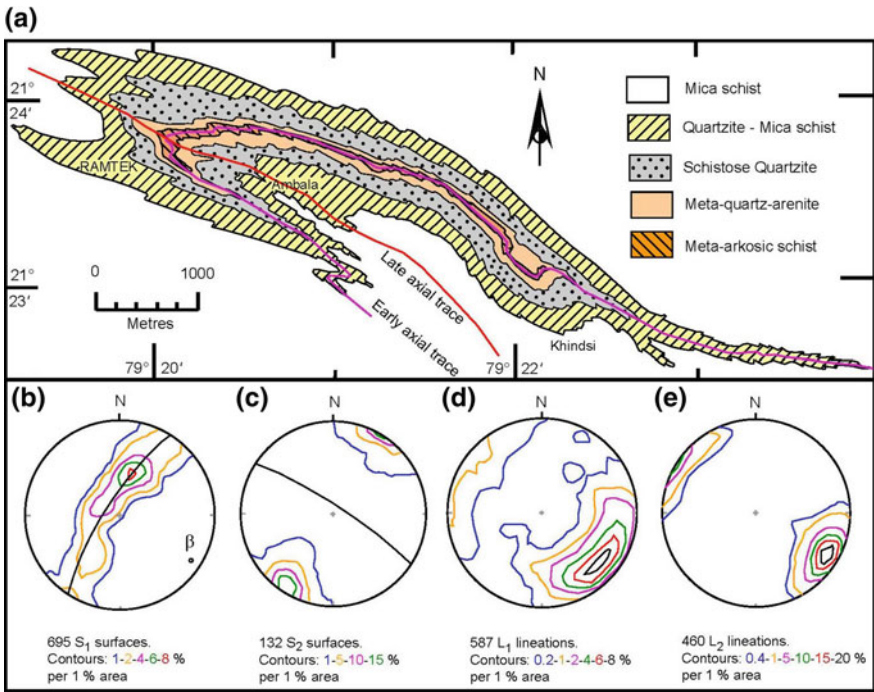 (a)
N
21°
24′
RAMTEK
Ambala
0 1000
Metres
21°
23′
Late axial trace
Early axial trace
Khindsi
79° 20′
79° 22′
Mica schist
Quartzite - Mica schist
Schistose Quartzite
Meta-quartz-arenite
Meta-arkosic schist
(b)
N
β
695 S₁ surfaces.
Contours: 1-2-4-6-8 %
per 1 % area
(c)
N
132 S₂ surfaces.
Contours: 1-5-10-15%
per 1 % area
(d)
N
587 L₁ lineations.
Contours: 0.2-1-2-4-6-8 %
per 1 % area
(e)
N
460 L₂ lineations.
Contours: 0.4-1-5-10-15-20 %
per 1 % area